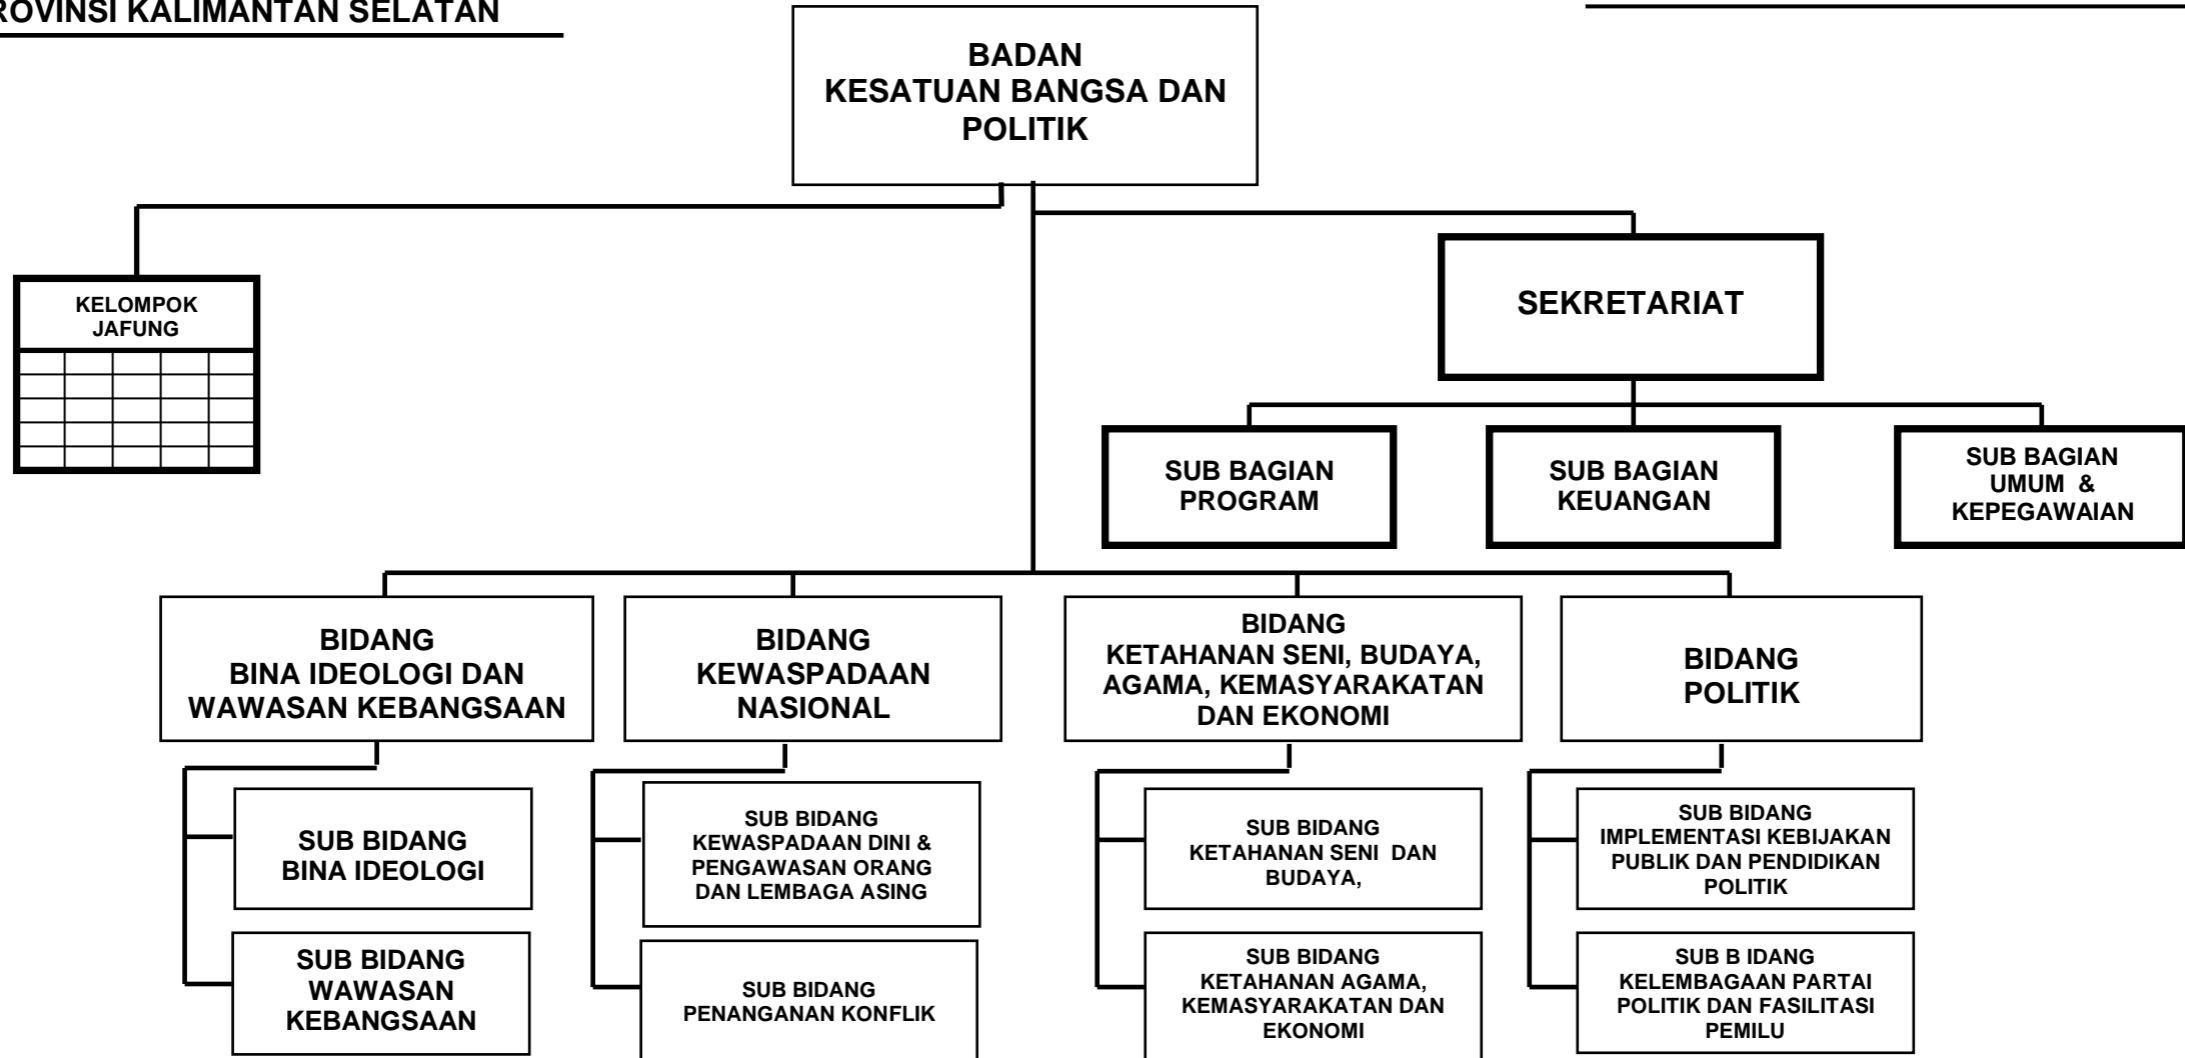 ROVINSI KALIMANTAN SELATAN
BADAN
KESATUAN BANGSA DAN
POLITIK
KELOMPOK
JAFUNG
SEKRETARIAT
SUB BAGIAN
PROGRAM
SUB BAGIAN
KEUANGAN
SUB BAGIAN
UMUM &
KEPEGAWAIAN
BIDANG
BINA IDEOLOGI DAN
WAWASAN KEBANGSAAN
BIDANG
KEWASPADAAN
NASIONAL
BIDANG
KETAHANAN SENI, BUDAYA,
AGAMA, KEMASYARAKATAN
DAN EKONOMI
BIDANG
POLITIK
SUB BIDANG
BINA IDEOLOGI
SUB BIDANG
KEWASPADAAN DINI &
PENGAWASAN ORANG
DAN LEMBAGA ASING
SUB BIDANG
KETAHANAN SENI DAN
BUDAYA,
SUB BIDANG
IMPLEMENTASI KEBIJAKAN
PUBLIK DAN PENDIDIKAN
POLITIK
SUB BIDANG
WAWASAN
KEBANGSAAN
SUB BIDANG
PENANGANAN KONFLIK
SUB BIDANG
KETAHANAN AGAMA,
KEMASYARAKATAN DAN
EKONOMI
SUB B IDANG
KELEMBAGAAN PARTAI
POLITIK DAN FASILITASI
PEMILU